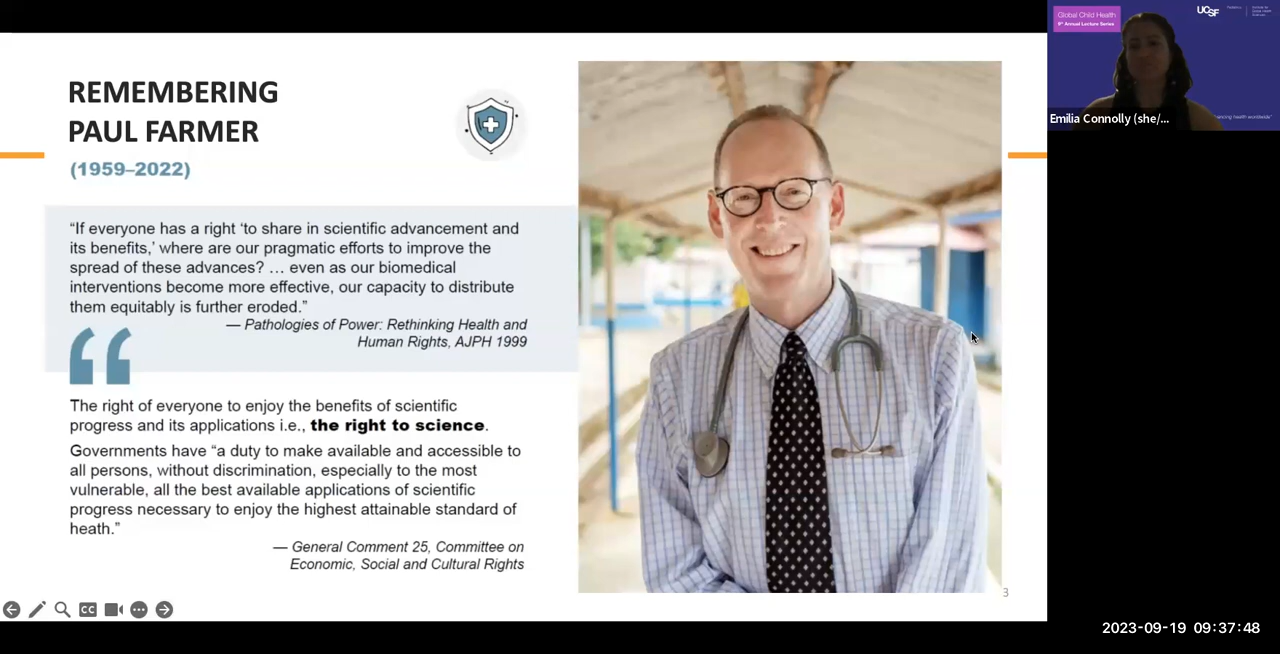 REMEMBERING
PAUL FARMER
(1959–2022)
“If everyone has a right ‘to share in scientific advancement and
its benefits,’ where are our pragmatic efforts to improve the
spread of these advances? … even as our biomedical
interventions become more effective, our capacity to distribute
them equitably is further eroded.”
— Pathologies of Power: Rethinking Health and
Human Rights, AJPH 1999
The right of everyone to enjoy the benefits of scientific
progress and its applications i.e., the right to science.
Governments have “a duty to make available and accessible to
all persons, without discrimination, especially to the most
vulnerable, all the best available applications of scientific
progress necessary to enjoy the highest attainable standard of
heath.”
— General Comment 25, Committee on
Economic, Social and Cultural Rights
3
CC
Global Child Health
9th Annual Lecture Series
UCSF
health worldwide"
Emilia Connolly (she/...
2023-09-19 09:37:48